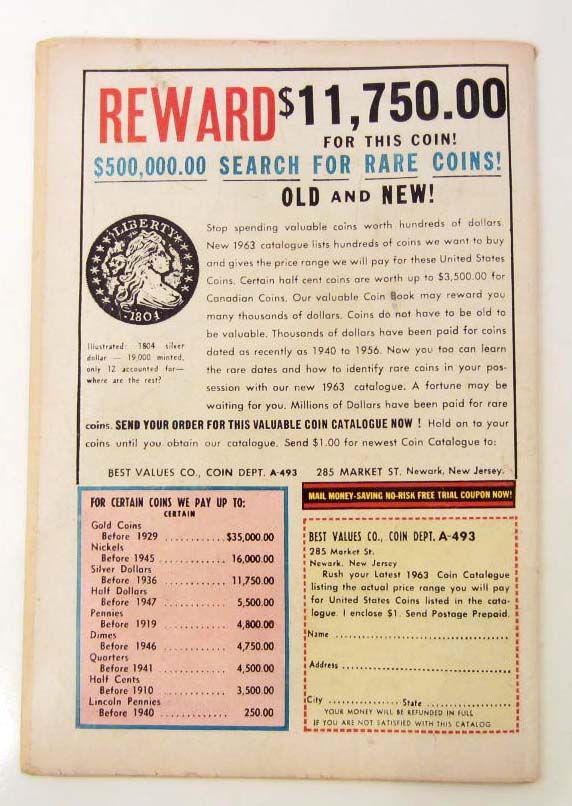 REWARD $11,750.00
FOR THIS COIN!
$500,000.00 SEARCH FOR RARE COINS!
OLD AND NEW!
LIBERTY
1804
Illustrated: 1804 silver
dollar — 19,000 minted,
only 12 accounted for—
where are the rest?
Stop spending valuable coins worth hundreds of dollars.
New 1963 catalogue lists hundreds of coins we want to buy
and gives the price range we will pay for these United States
Coins. Certain half cent coins are worth up to $3,500.00 for
Canadian Coins. Our valuable Coin Book may reward you
many thousands of dollars. Coins do not have to be old to
be valuable. Thousands of dollars have been paid for coins
dated as recently as 1940 to 1956. Now you too can learn
the rare dates and how to identify rare coins in your pos-
session with our new 1963 catalogue. A fortune may be
waiting for you. Millions of Dollars have been paid for rare
coins. SEND YOUR ORDER FOR THIS VALUABLE COIN CATALOGUE NOW ! Hold on to your
coins until you obtain our catalogue. Send $1.00 for newest Coin Catalogue to:
BEST VALUES CO., COIN DEPT. A-493 285 MARKET ST. Newark, New Jersey.
FOR CERTAIN COINS WE PAY UP TO:
CERTAIN
Gold Coins
Before 1929 ............ $35,000.00
Nickels
Before 1945 ............ 16,000.00
Silver Dollars
Before 1936 ............ 11,750.00
Half Dollars
Before 1947 ............ 5,500.00
Pennies
Before 1919 ............ 4,800.00
Dimes
Before 1946 ............ 4,750.00
Quarters
Before 1941 ............ 4,500.00
Half Cents
Before 1910 ............ 3,500.00
Lincoln Pennies
Before 1940 ............ 250.00
MAIL MONEY-SAVING NO-RISK FREE TRIAL COUPON NOW!
BEST VALUES CO., COIN DEPT. A-493
285 Market St.
Newark, New Jersey
Rush your Latest 1963 Coin Catalogue
listing the actual price range you will pay
for United States Coins listed in the cata-
logue. I enclose $1. Send Postage Prepaid.
Name ..............................
Address ..............................
City .................. State ..................
YOUR MONEY WILL BE REFUNDED IN FULL
IF YOU ARE NOT SATISFIED WITH THIS CATALOG